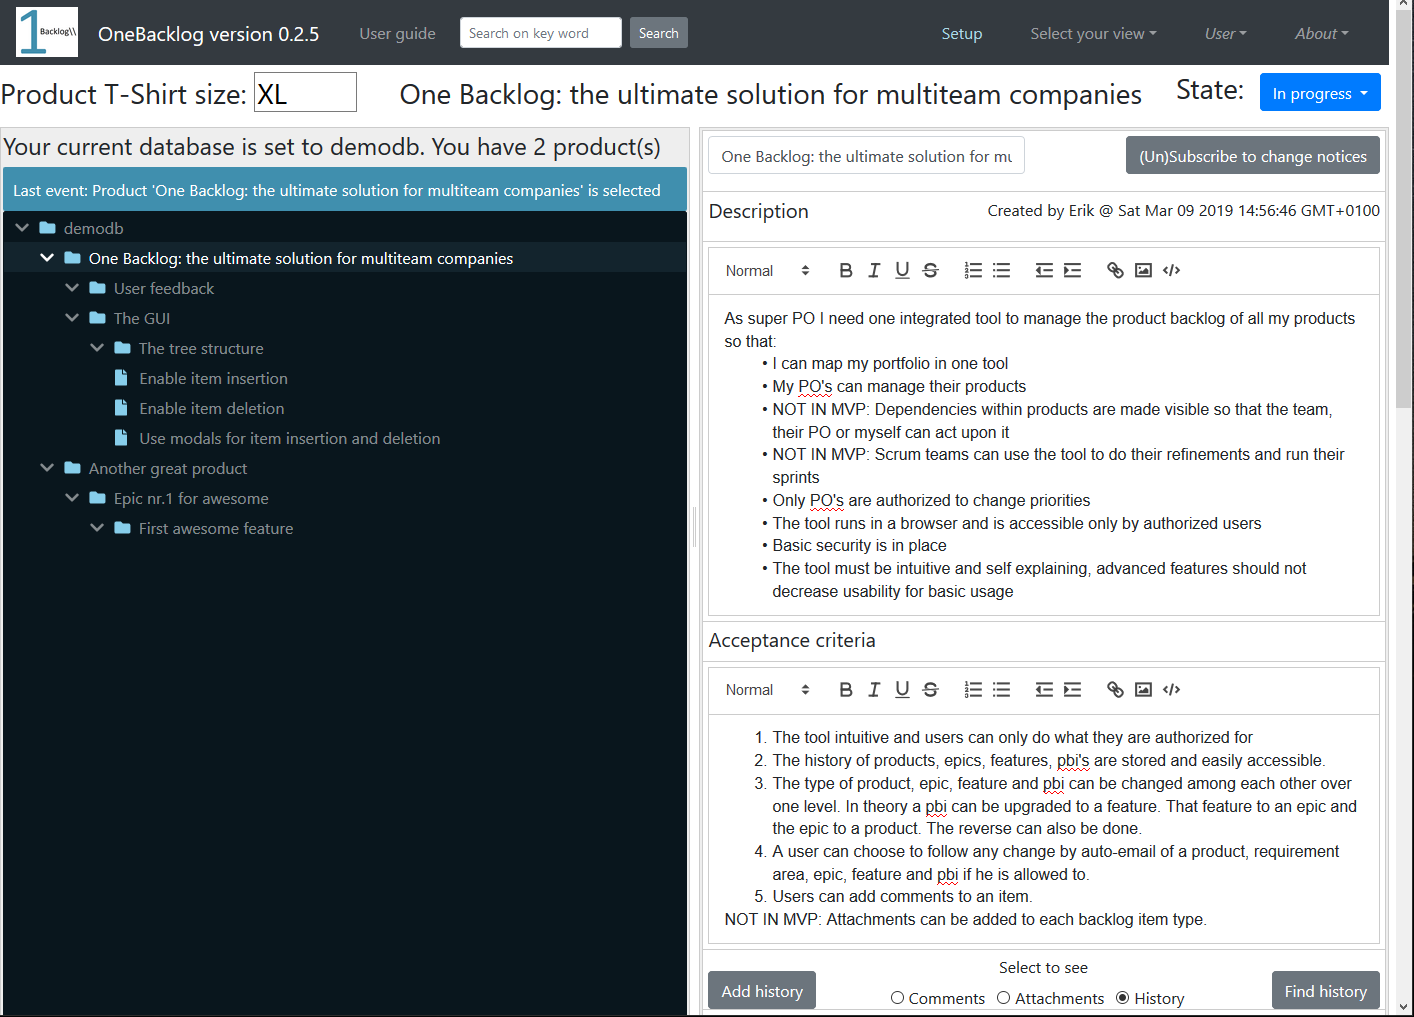 1 Backlog\\
OneBacklog version 0.2.5
User guide
Search on key word
Search
Setup
Select your view
User
About
Product T-Shirt size: XL
One Backlog: the ultimate solution for multiteam companies
State:
In progress
Your current database is set to demodb. You have 2 product(s)
Last event: Product 'One Backlog: the ultimate solution for multiteam companies' is selected
demodb
One Backlog: the ultimate solution for multiteam companies
User feedback
The GUI
The tree structure
Enable item insertion
Enable item deletion
Use modals for item insertion and deletion
Another great product
Epic nr.1 for awesome
First awesome feature
One Backlog: the ultimate solution for mu
(Un)Subscribe to change notices
Description
Created by Erik @ Sat Mar 09 2019 14:56:46 GMT+0100
Normal
As super PO I need one integrated tool to manage the product backlog of all my products
so that:
• I can map my portfolio in one tool
• My PO's can manage their products
• NOT IN MVP: Dependencies within products are made visible so that the team,
their PO or myself can act upon it
• NOT IN MVP: Scrum teams can use the tool to do their refinements and run their
sprints
• Only PO's are authorized to change priorities
• The tool runs in a browser and is accessible only by authorized users
• Basic security is in place
• The tool must be intuitive and self explaining, advanced features should not
decrease usability for basic usage
Acceptance criteria
Normal
1. The tool intuitive and users can only do what they are authorized for
2. The history of products, epics, features, pbi's are stored and easily accessible.
3. The type of product, epic, feature and pbi can be changed among each other over
one level. In theory a pbi can be upgraded to a feature. That feature to an epic and
the epic to a product. The reverse can also be done.
4. A user can choose to follow any change by auto-email of a product, requirement
area, epic, feature and pbi if he is allowed to.
5. Users can add comments to an item.
NOT IN MVP: Attachments can be added to each backlog item type.
Select to see
Add history
Comments
Attachments
History
Find history